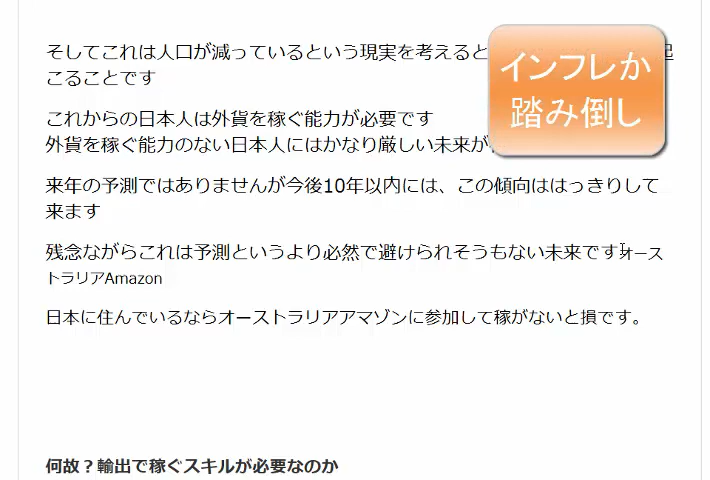 そしてこれは人口が減っているという現実を考えると
こることです
インフレか
踏み倒し
これからの日本人は外貨を稼ぐ能力が必要です
外貨を稼ぐ能力のない日本人にはかなり厳しい未来が
来年の予測ではありませんが今後10年以内には、この傾向ははっきりして
来ます
残念ながらこれは予測というより必然で避けられそうもない未来ですオース
トラリアAmazon
日本に住んでいるならオーストラリアアマゾンに参加して稼がないと損です。
何故？輸出で稼ぐスキルが必要なのか